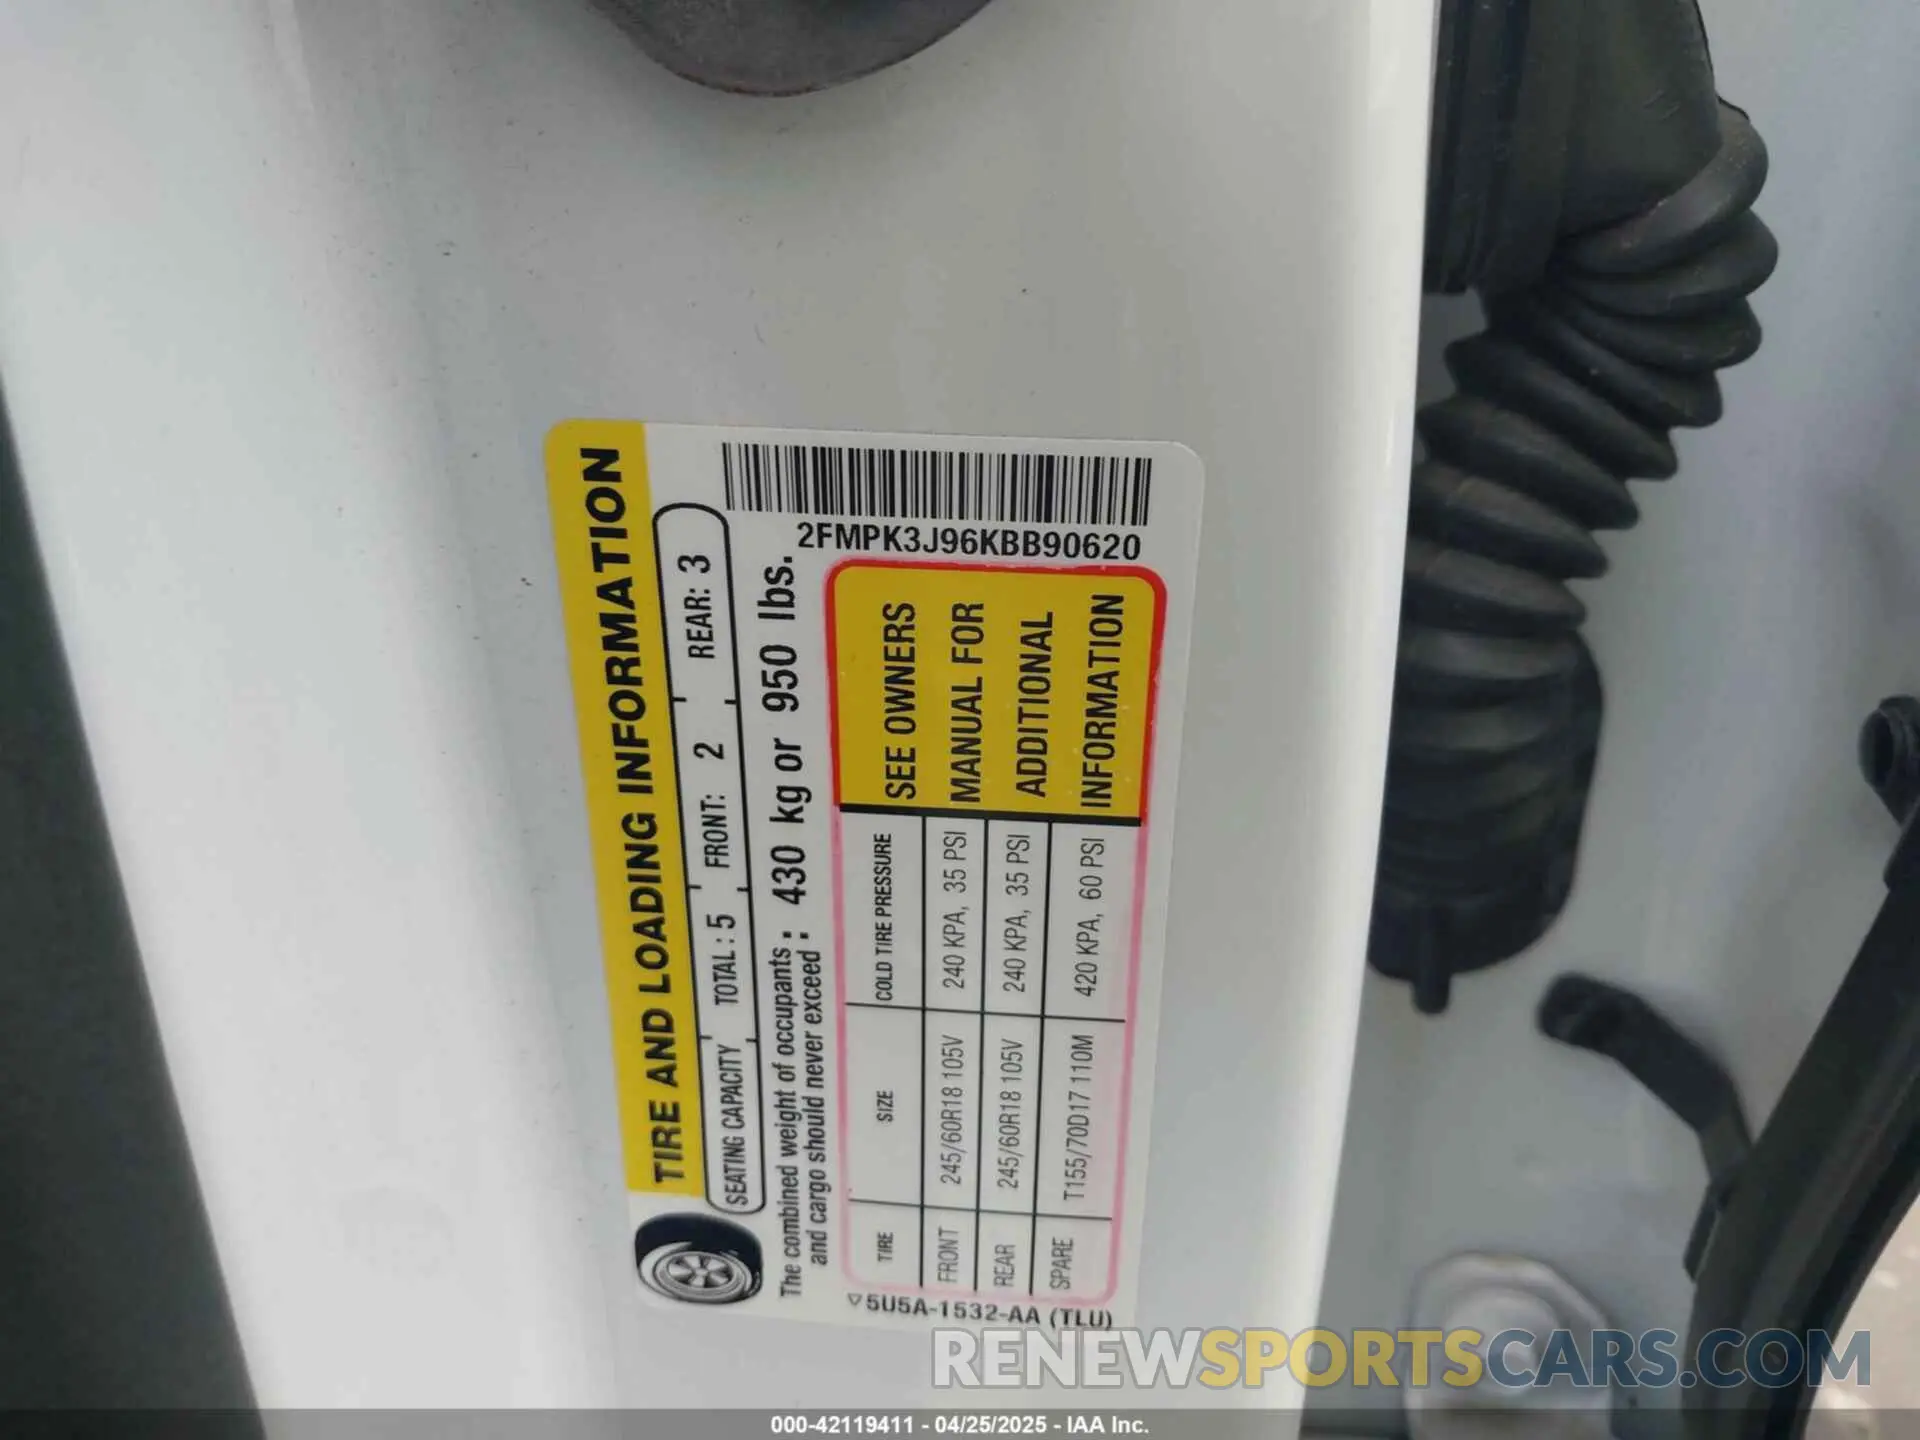 TIRE AND LOADING INFORMATION
SEATING CAPACITY TOTAL : 5 FRONT: 2 REAR: 3
The combined weight of occupants and cargo should never exceed : 430 kg or 950 lbs.
2FMPK3J96KBB90620
TIRE SIZE COLD TIRE PRESSURE
FRONT 245/60R18 105V 240 KPA, 35 PSI
REAR 245/60R18 105V 240 KPA, 35 PSI
SPARE T155/70D17 110M 420 KPA, 60 PSI
SEE OWNERS
MANUAL FOR
ADDITIONAL
INFORMATION
5U5A-1532-AA (TLU)
RENEWSPORTSCARS.COM
000-42119411 - 04/25/2025 - IAA Inc.